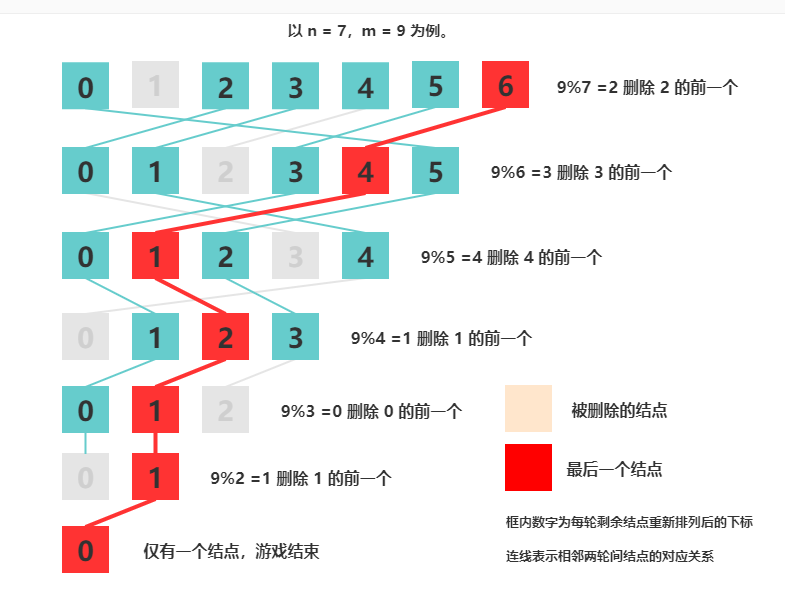 以 n = 7，m = 9 为例。
0 1 2 3 4 5 6 9%7 =2 删除 2 的前一个
0 1 2 3 4 5 9%6 =3 删除 3 的前一个
0 1 2 3 4 9%5 =4 删除 4 的前一个
0 1 2 3 9%4 =1 删除 1 的前一个
0 1 2 9%3 =0 删除 0 的前一个
被删除的结点
0 1 9%2 =1 删除 1 的前一个
最后一个结点
0 仅有一个结点，游戏结束
框内数字为每轮剩余结点重新排列后的下标
连线表示相邻两轮间结点的对应关系